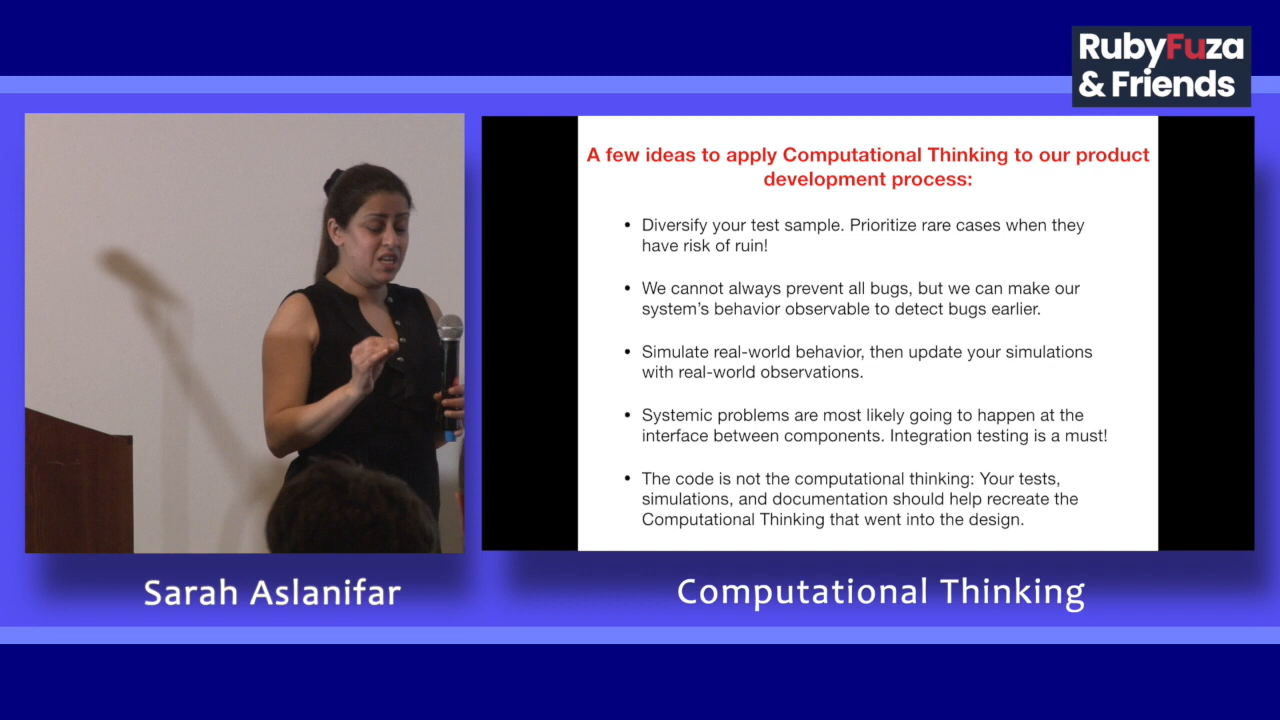 RubyFuza
& Friends
A few ideas to apply Computational Thinking to our product
development process:
• Diversify your test sample. Prioritize rare cases when they
have risk of ruin!
• We cannot always prevent all bugs, but we can make our
system’s behavior observable to detect bugs earlier.
• Simulate real-world behavior, then update your simulations
with real-world observations.
• Systemic problems are most likely going to happen at the
interface between components. Integration testing is a must!
• The code is not the computational thinking: Your tests,
simulations, and documentation should help recreate the
Computational Thinking that went into the design.
Sarah Aslanifar
Computational Thinking